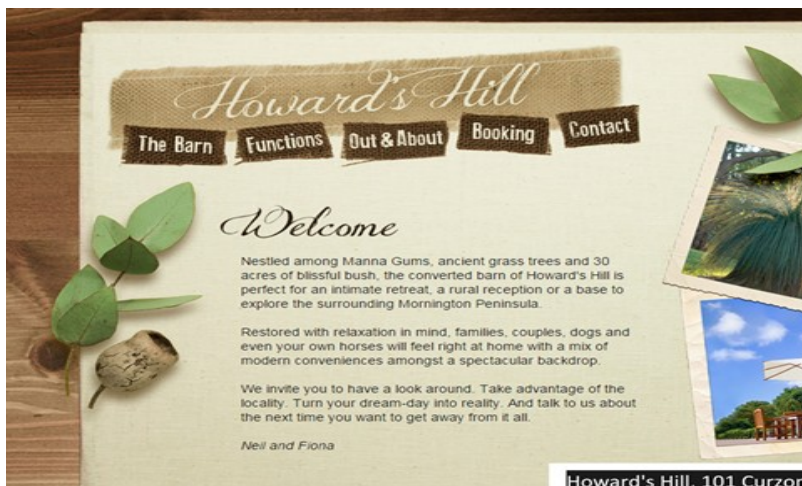 Howard's Hill
The Barn Functions Out & About Booking Contact
Welcome
Nestled among Manna Gums, ancient grass trees and 30
acres of blissful bush, the converted barn of Howard's Hill is
perfect for an intimate retreat, a rural reception or a base to
explore the surrounding Mornington Peninsula.
Restored with relaxation in mind, families, couples, dogs and
even your own horses will feel right at home with a mix of
modern conveniences amongst a spectacular backdrop.
We invite you to have a look around. Take advantage of the
locality. Turn your dream-day into reality. And talk to us about
the next time you want to get away from it all.
Neil and Fiona
Howard's Hill, 101 Curzon